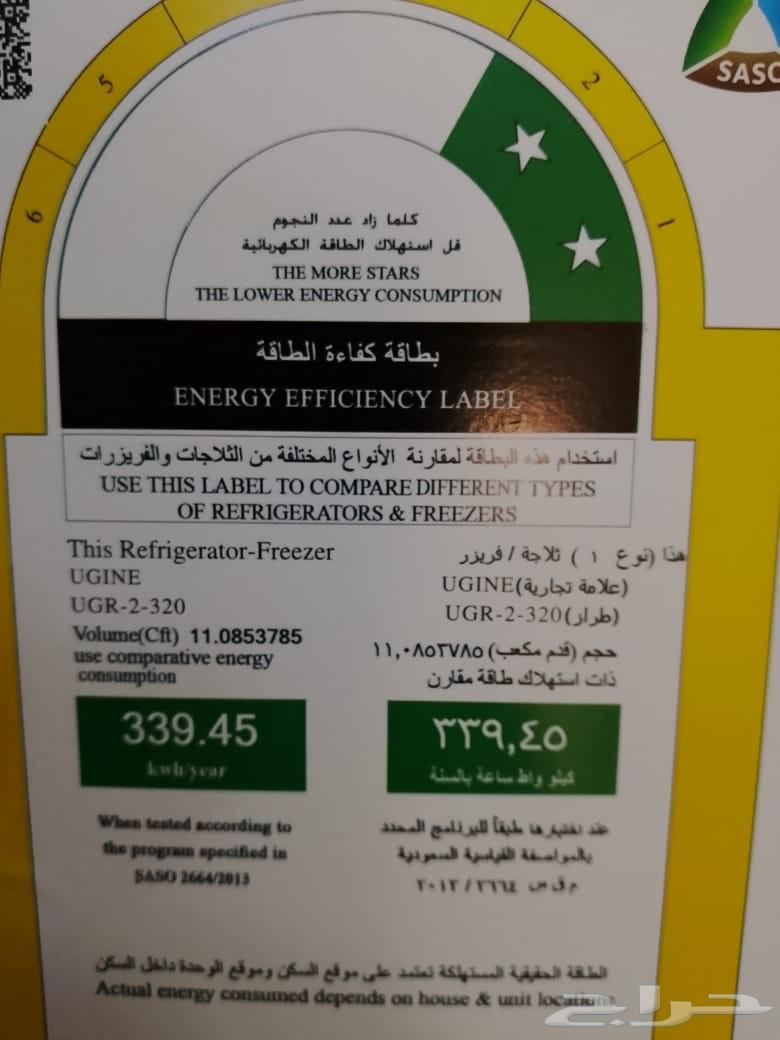 SASO
5
2
6
1
كلما زاد عدد النجوم
قل استهلاك الطاقة الكهربائية
THE MORE STARS
THE LOWER ENERGY CONSUMPTION
بطاقة كفاءة الطاقة
ENERGY EFFICIENCY LABEL
استخدام هذه البطاقة لمقارنة الأنواع المختلفة من الثلاجات والفريزرات
USE THIS LABEL TO COMPARE DIFFERENT TYPES
OF REFRIGERATORS & FREEZERS
هذا (نوع ١ ) ثلاجة / فريزر
This Refrigerator-Freezer
(علامة تجارية)UGINE
UGINE
(طراز)UGR-2-320
UGR-2-320
حجم (قدم مكعب) ١١,٠٨٥٣٧٨٥
Volume(Cft) 11.0853785
ذات استهلاك طاقة مقارن
use comparative energy
consumption
٣٣٩,٤٥
339.45
كيلو واط ساعة بالسنة
kwh/year
عند اختبارها طبقاً للبرنامج المحدد
When tested according to
بالمواصفة القياسية السعودية
the program specified in
م ق س ٢٦٦٤ / ٢٠١٣
SASO 2664/2013
الطاقة الحقيقية المستهلكة تعتمد على موقع السكن وموقع الوحدة داخل السكن
Actual energy consumed depends on house & unit locations
حراج